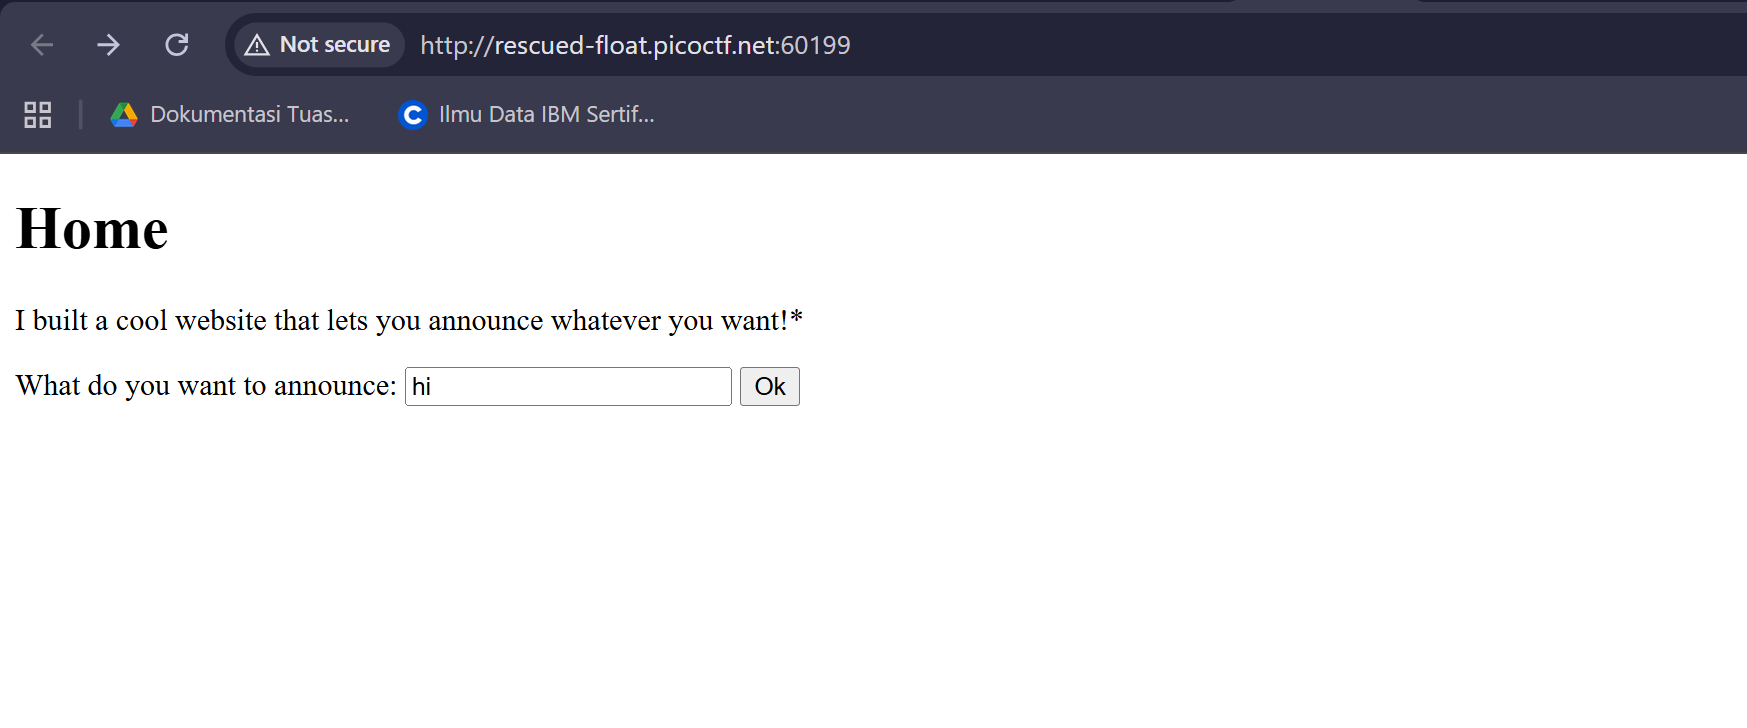 Not secure http://rescued-float.picoctf.net:60199
Dokumentasi Tuas... Ilmu Data IBM Sertif...
Home
I built a cool website that lets you announce whatever you want!*
What do you want to announce: hi Ok